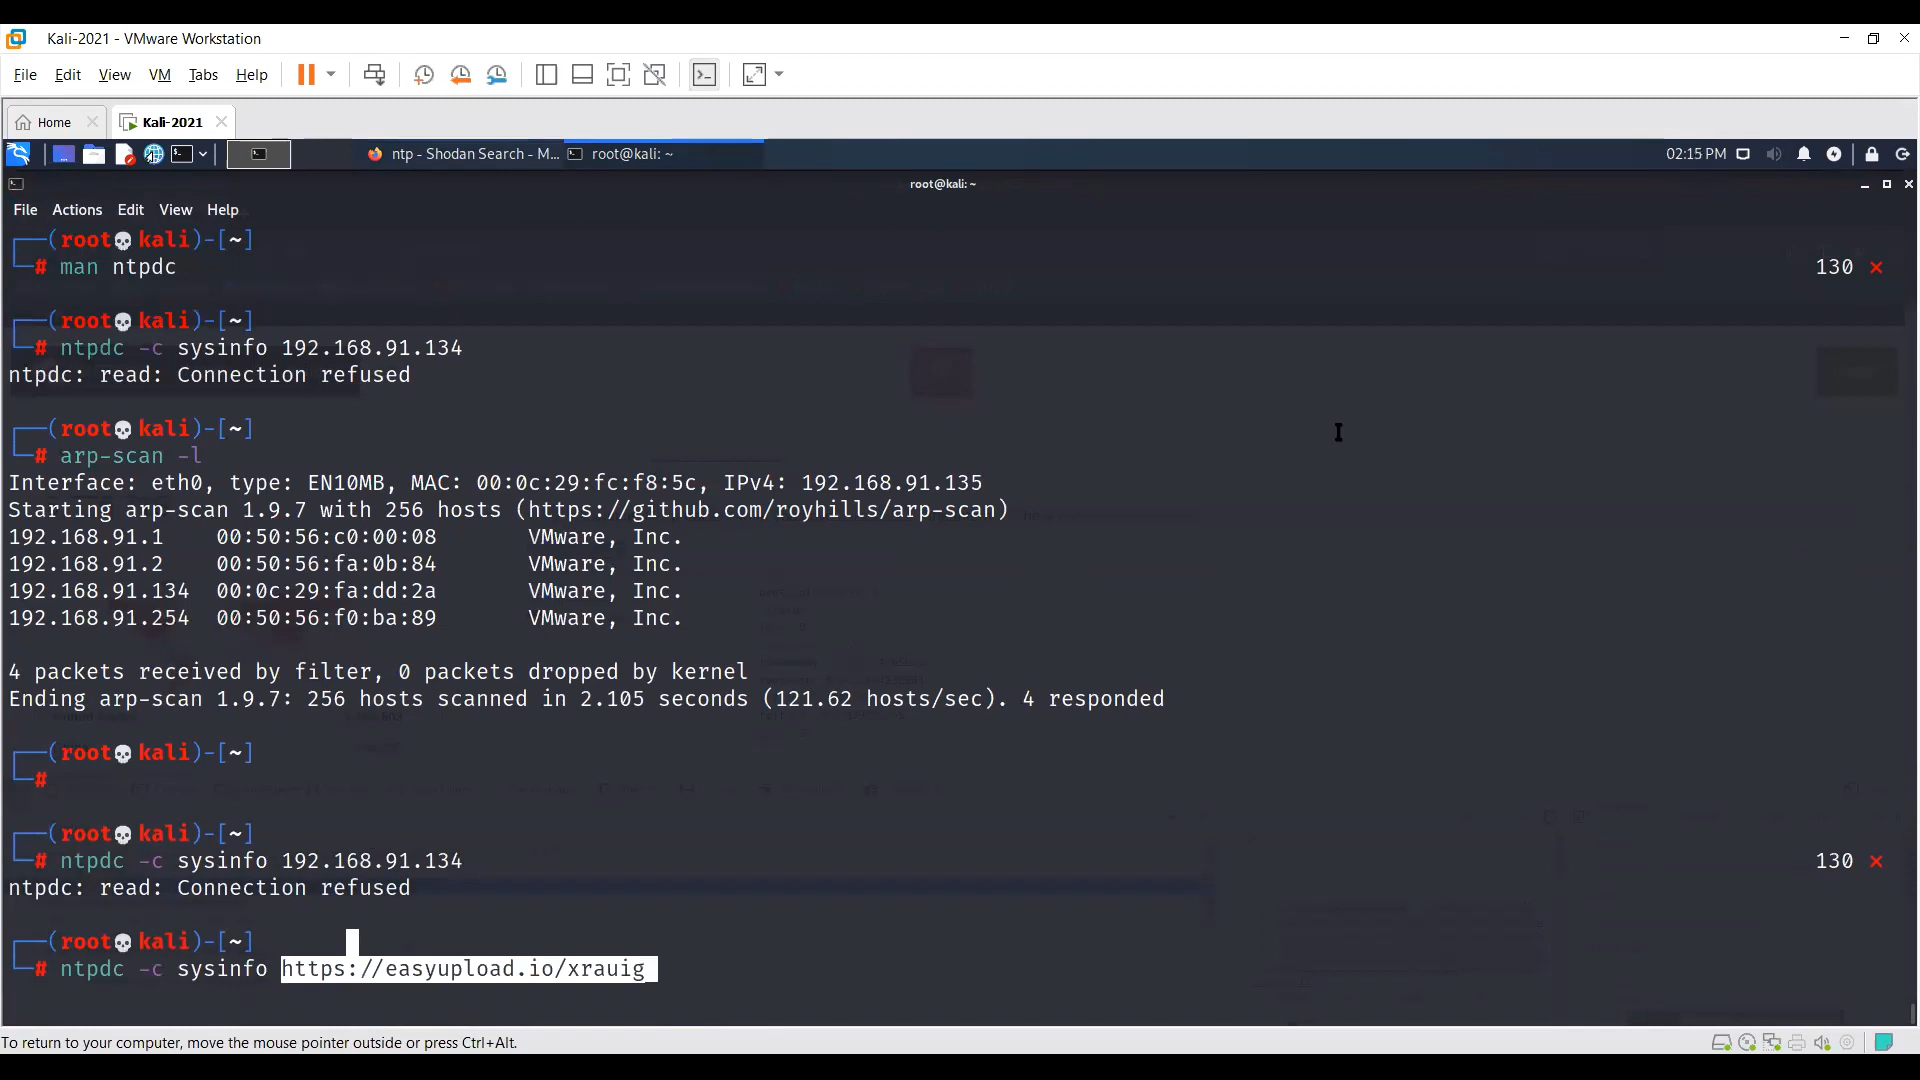 Kali-2021 - VMware Workstation
File Edit View VM Tabs Help
Home Kali-2021
ntp - Shodan Search - M... root@kali: ~ 02:15 PM
root@kali: ~
File Actions Edit View Help
(root💀kali)-[~]
# man ntpdc 130 ×
(root💀kali)-[~]
# ntpdc -c sysinfo 192.168.91.134
ntpdc: read: Connection refused
(root💀kali)-[~]
# arp-scan -l
Interface: eth0, type: EN10MB, MAC: 00:0c:29:fc:f8:5c, IPv4: 192.168.91.135
Starting arp-scan 1.9.7 with 256 hosts (https://github.com/royhills/arp-scan)
192.168.91.1 00:50:56:c0:00:08 VMware, Inc.
192.168.91.2 00:50:56:fa:0b:84 VMware, Inc.
192.168.91.134 00:0c:29:fa:dd:2a VMware, Inc.
192.168.91.254 00:50:56:f0:ba:89 VMware, Inc.
4 packets received by filter, 0 packets dropped by kernel
Ending arp-scan 1.9.7: 256 hosts scanned in 2.105 seconds (121.62 hosts/sec). 4 responded
(root💀kali)-[~]
#
(root💀kali)-[~]
# ntpdc -c sysinfo 192.168.91.134 130 ×
ntpdc: read: Connection refused
(root💀kali)-[~]
# ntpdc -c sysinfo https://easyupload.io/xrauig
To return to your computer, move the mouse pointer outside or press Ctrl+Alt.